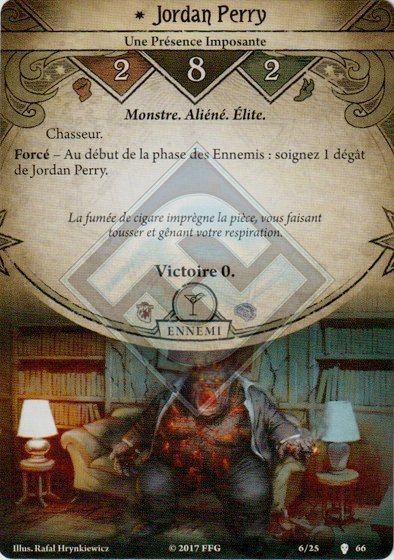 * Jordan Perry
Une Présence Imposante
2 8 2
Monstre. Aliéné. Élite.
Chasseur.
Forcé – Au début de la phase des Ennemis : soignez 1 dégât
de Jordan Perry.
La fumée de cigare imprègne la pièce, vous faisant
tousser et gênant votre respiration.
Victoire 0.
ENNEMI
Illus. Rafał Hrynkiewicz © 2017 FFG 6/25 66